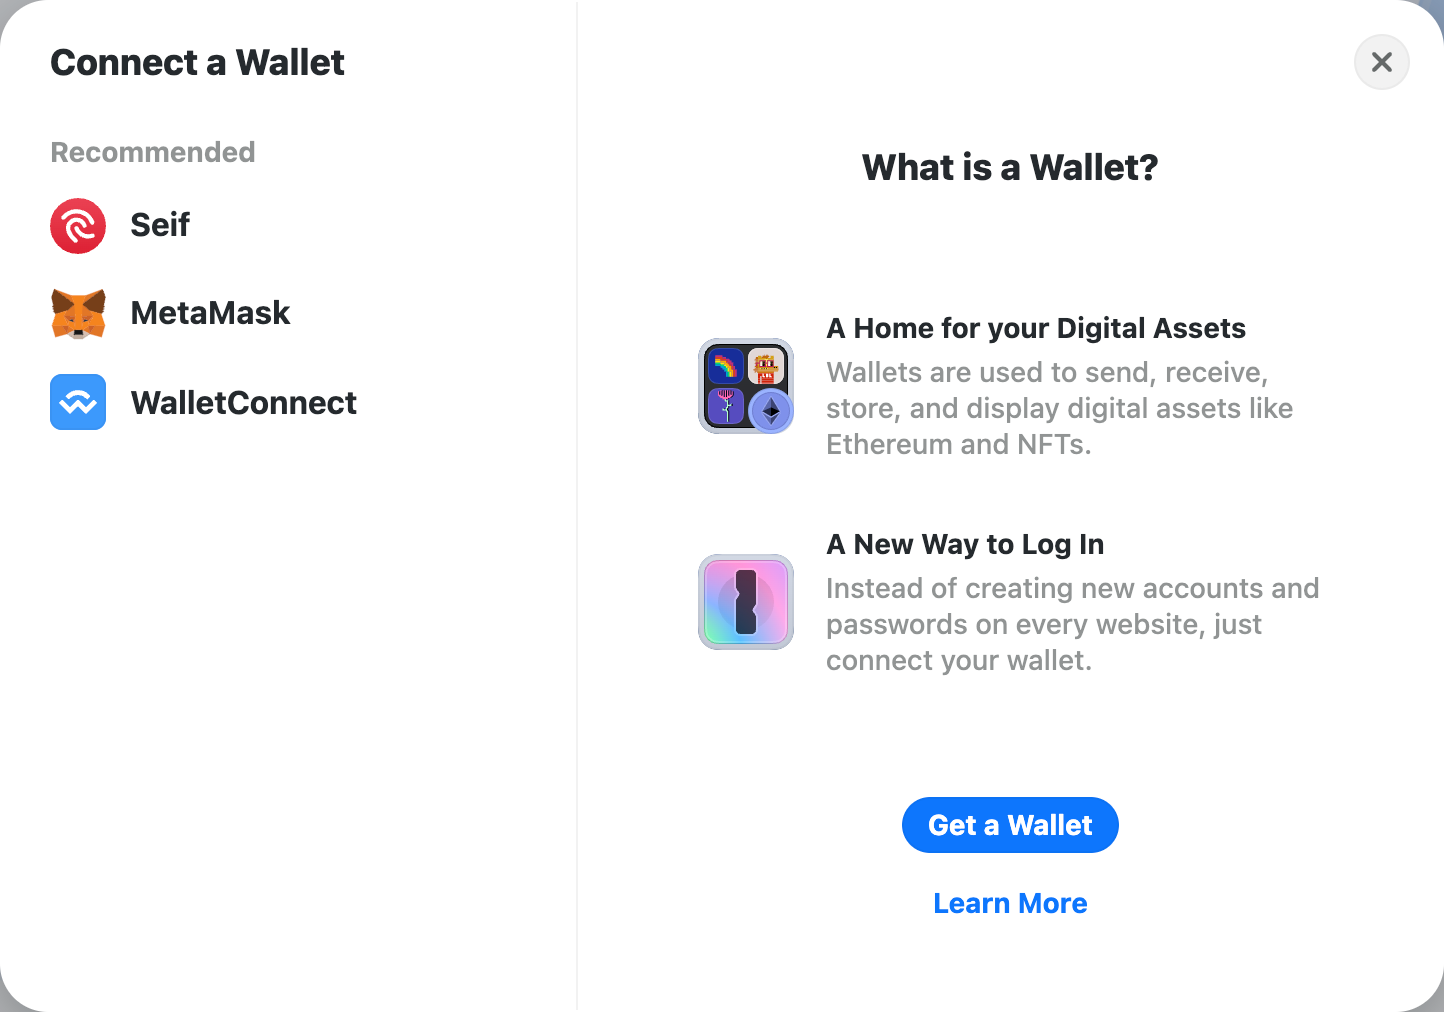 Connect a Wallet
Recommended
Seif
MetaMask
WalletConnect
What is a Wallet?
A Home for your Digital Assets
Wallets are used to send, receive,
store, and display digital assets like
Ethereum and NFTs.
A New Way to Log In
Instead of creating new accounts and
passwords on every website, just
connect your wallet.
Get a Wallet
Learn More